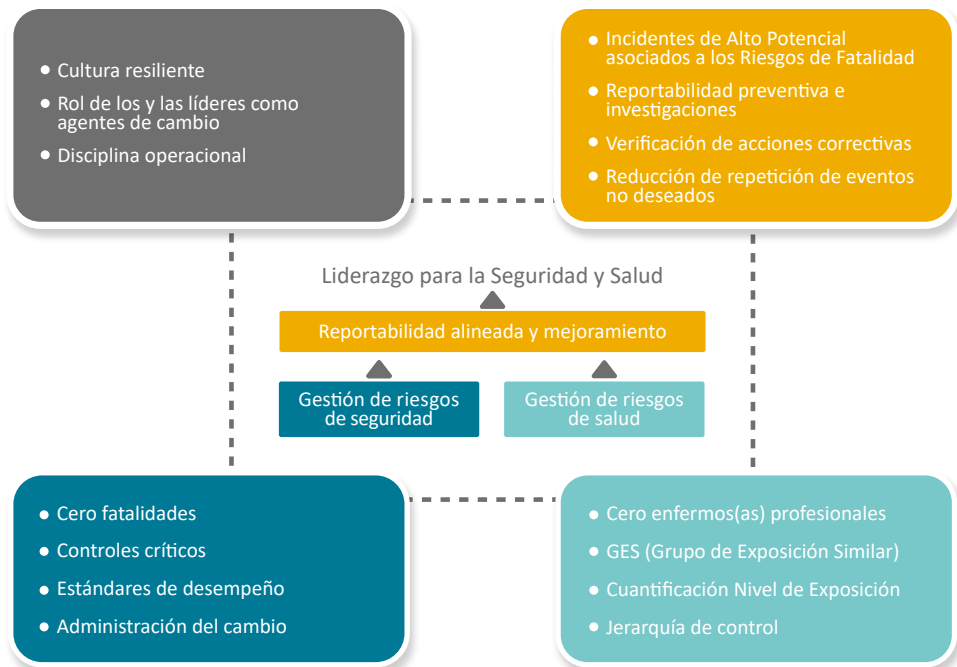 • Cultura resiliente
• Rol de los y las líderes como
agentes de cambio
• Disciplina operacional
• Incidentes de Alto Potencial
asociados a los Riesgos de Fatalidad
• Reportabilidad preventiva e
investigaciones
• Verificación de acciones correctivas
• Reducción de repetición de eventos
no deseados
Liderazgo para la Seguridad y Salud
Reportabilidad alineada y mejoramiento
Gestión de riesgos
de seguridad
Gestión de riesgos
de salud
• Cero fatalidades
• Controles críticos
• Estándares de desempeño
• Administración del cambio
• Cero enfermos(as) profesionales
• GES (Grupo de Exposición Similar)
• Cuantificación Nivel de Exposición
• Jerarquía de control